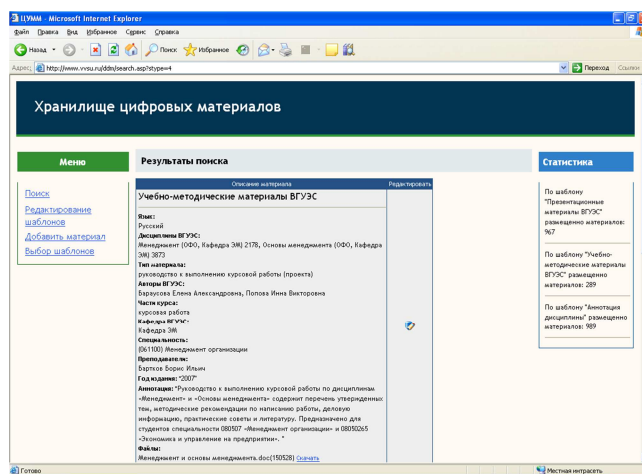 ЦУММ - Microsoft Internet Explorer
Файл Правка Вид Избранное Сервис Справка
Назад Поиск Избранное
Адрес: http://www.vvsu.ru/ddm/search.asp?stype=4 Переход Ссылки
Хранилище цифровых материалов
Меню
Поиск
Редактирование
шаблонов
Добавить материал
Выбор шаблонов
Результаты поиска
Описание материала Редактировать
Учебно-методические материалы ВГУЭС
Язык:
Русский
Дисциплины ВГУЭС:
Менеджмент (ОФО, Кафедра ЭМ) 2178, Основы менеджмента (ОФО, Кафедра
ЭМ) 3873
Тип материала:
руководство к выполнению курсовой работы (проекта)
Авторы ВГУЭС:
Бараусова Елена Александровна, Попова Инна Викторовна
Части курса:
курсовая работа
Кафедра ВГУЭС:
Кафедра ЭМ
Специальность:
(061100) Менеджмент организации
Преподаватели:
Бартков Борис Ильич
Год издания: "2007"
Аннотация: "Руководство к выполнению курсовой работы по дисциплинам
«Менеджмент» и «Основы менеджмента» содержит перечень утвержденных
тем, методические рекомендации по написанию работы, деловую
информацию, практические советы и литературу. Предназначено для
студентов специальности 080507 «Менеджмент организации» и 08050265
«Экономика и управление на предприятии». "
Файлы:
Менеджмент и основы менеджмента.doc(150528) Скачать
Статистика
По шаблону
"Презентационные
материалы ВГУЭС"
размещенно материалов:
967
По шаблону "Учебно-
методические материалы
ВГУЭС" размещенно
материалов: 289
По шаблону "Аннотация
дисциплины" размещенно
материалов: 989
Готово Местная интрасеть